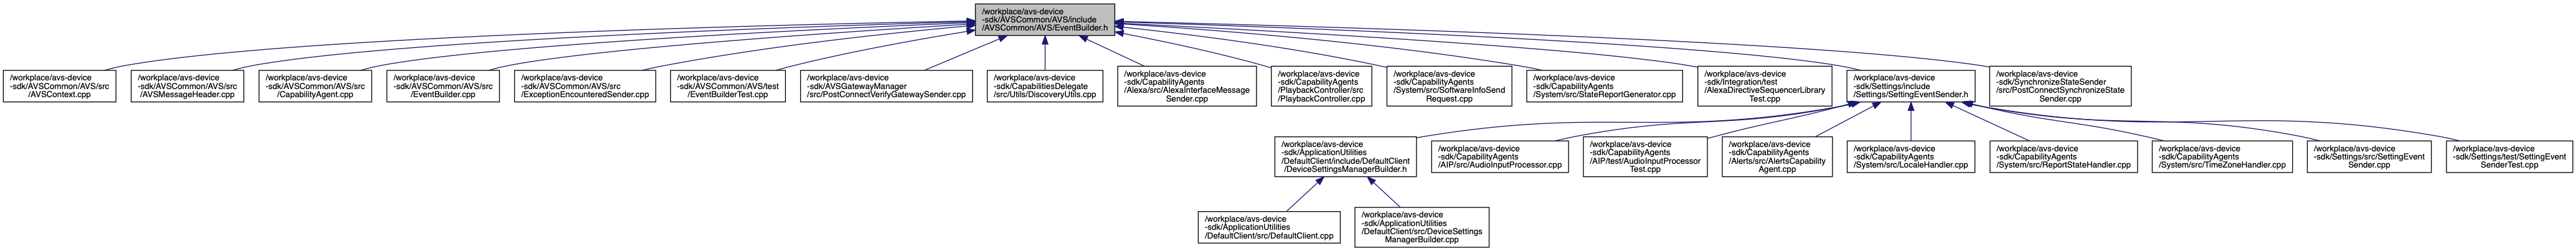 /workplace/avs-device
-sdk/AVSCommon/AVS/include
/AVSCommon/AVS/EventBuilder.h
/workplace/avs-device
-sdk/AVSCommon/AVS/src
/AVSContext.cpp
/workplace/avs-device
-sdk/AVSCommon/AVS/src
/AVSMessageHeader.cpp
/workplace/avs-device
-sdk/AVSCommon/AVS/src
/CapabilityAgent.cpp
/workplace/avs-device
-sdk/AVSCommon/AVS/src
/EventBuilder.cpp
/workplace/avs-device
-sdk/AVSCommon/AVS/src
/ExceptionEncounteredSender.cpp
/workplace/avs-device
-sdk/AVSCommon/AVS/test
/EventBuilderTest.cpp
/workplace/avs-device
-sdk/AVSGatewayManager
/src/PostConnectVerifyGatewaySender.cpp
/workplace/avs-device
-sdk/CapabilitiesDelegate
/src/Utils/DiscoveryUtils.cpp
/workplace/avs-device
-sdk/CapabilityAgents
/Alexa/src/AlexaInterfaceMessage
Sender.cpp
/workplace/avs-device
-sdk/CapabilityAgents
/PlaybackController/src
/PlaybackController.cpp
/workplace/avs-device
-sdk/CapabilityAgents
/System/src/SoftwareInfoSend
Request.cpp
/workplace/avs-device
-sdk/CapabilityAgents
/System/src/StateReportGenerator.cpp
/workplace/avs-device
-sdk/Integration/test
/AlexaDirectiveSequencerLibrary
Test.cpp
/workplace/avs-device
-sdk/Settings/include
/Settings/SettingEventSender.h
/workplace/avs-device
-sdk/SynchronizeStateSender
/src/PostConnectSynchronizeState
Sender.cpp
/workplace/avs-device
-sdk/ApplicationUtilities
/DefaultClient/include/DefaultClient
/DeviceSettingsManagerBuilder.h
/workplace/avs-device
-sdk/CapabilityAgents
/AIP/src/AudioInputProcessor.cpp
/workplace/avs-device
-sdk/CapabilityAgents
/AIP/test/AudioInputProcessor
Test.cpp
/workplace/avs-device
-sdk/CapabilityAgents
/Alerts/src/AlertsCapability
Agent.cpp
/workplace/avs-device
-sdk/CapabilityAgents
/System/src/LocaleHandler.cpp
/workplace/avs-device
-sdk/CapabilityAgents
/System/src/ReportStateHandler.cpp
/workplace/avs-device
-sdk/CapabilityAgents
/System/src/TimeZoneHandler.cpp
/workplace/avs-device
-sdk/Settings/src/SettingEvent
Sender.cpp
/workplace/avs-device
-sdk/Settings/test/SettingEvent
SenderTest.cpp
/workplace/avs-device
-sdk/ApplicationUtilities
/DefaultClient/src/DefaultClient.cpp
/workplace/avs-device
-sdk/ApplicationUtilities
/DefaultClient/src/DeviceSettings
ManagerBuilder.cpp